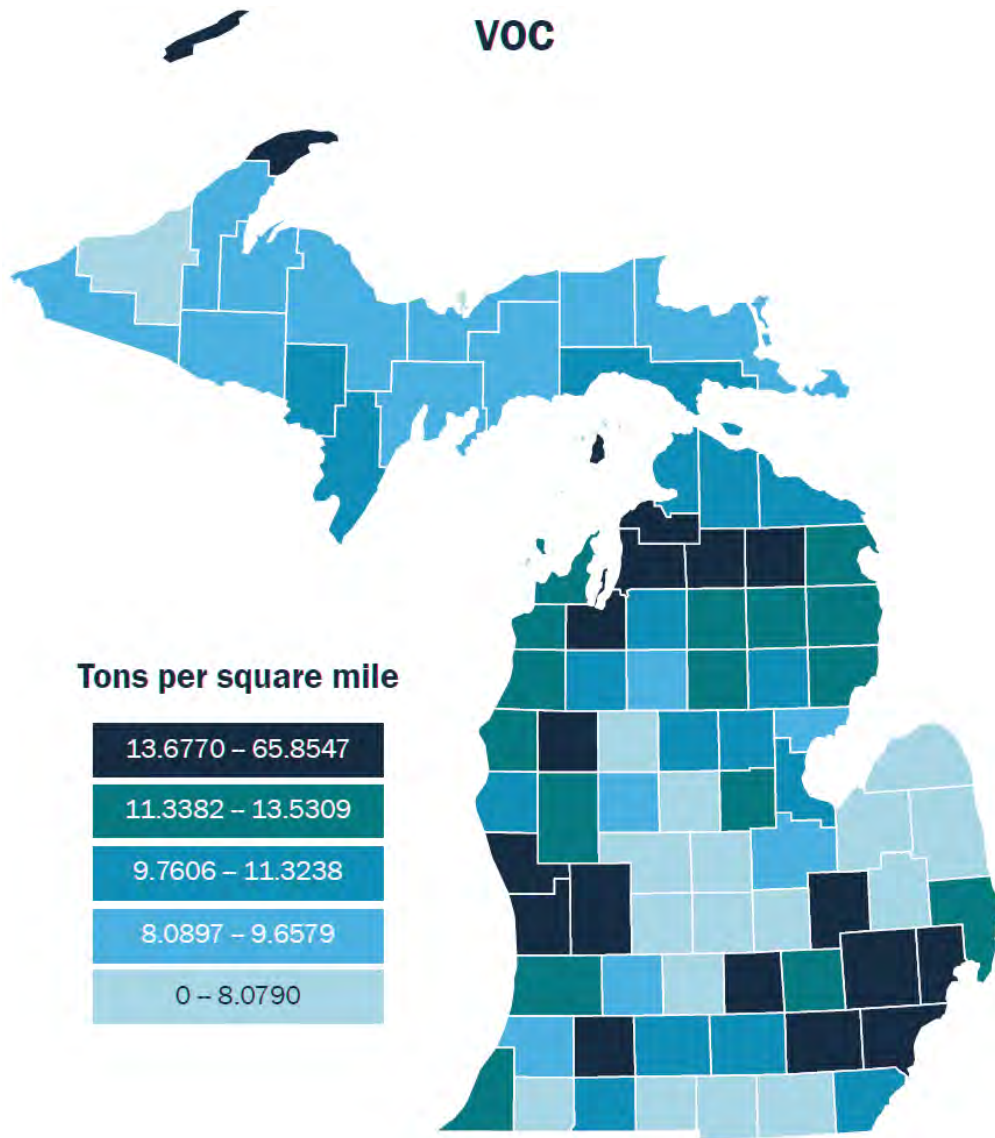 VOC
Tons per square mile
13.6770 – 65.8547
11.3382 – 13.5309
9.7606 – 11.3238
8.0897 – 9.6579
0 – 8.0790